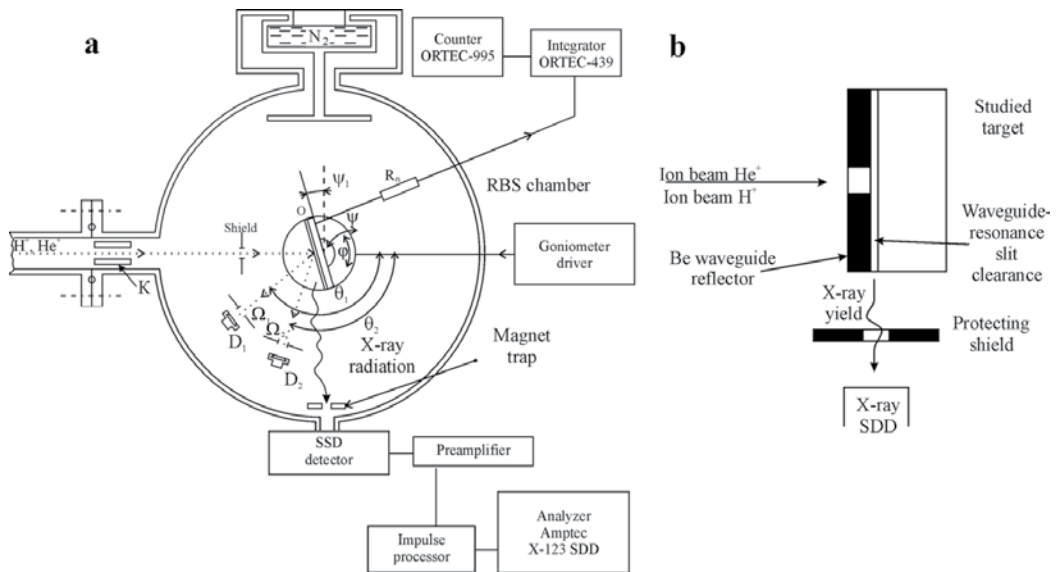 a
N2
Counter
ORTEC-995
Integrator
ORTEC-439
Rn
RBS chamber
ψ1
ψ
O
φ
H+, He+
Shield
K
Goniometer
driver
θ1
θ2
Ω1
Ω2
D1
D2
X-ray
radiation
Magnet
trap
SSD
detector
Preamplifier
Impulse
processor
Analyzer
Amptec
X-123 SDD
b
Studied
target
Ion beam He+
Ion beam H+
Waveguide-
resonance
slit
clearance
Be waveguide
reflector
X-ray
yield
Protecting
shield
X-ray
SDD